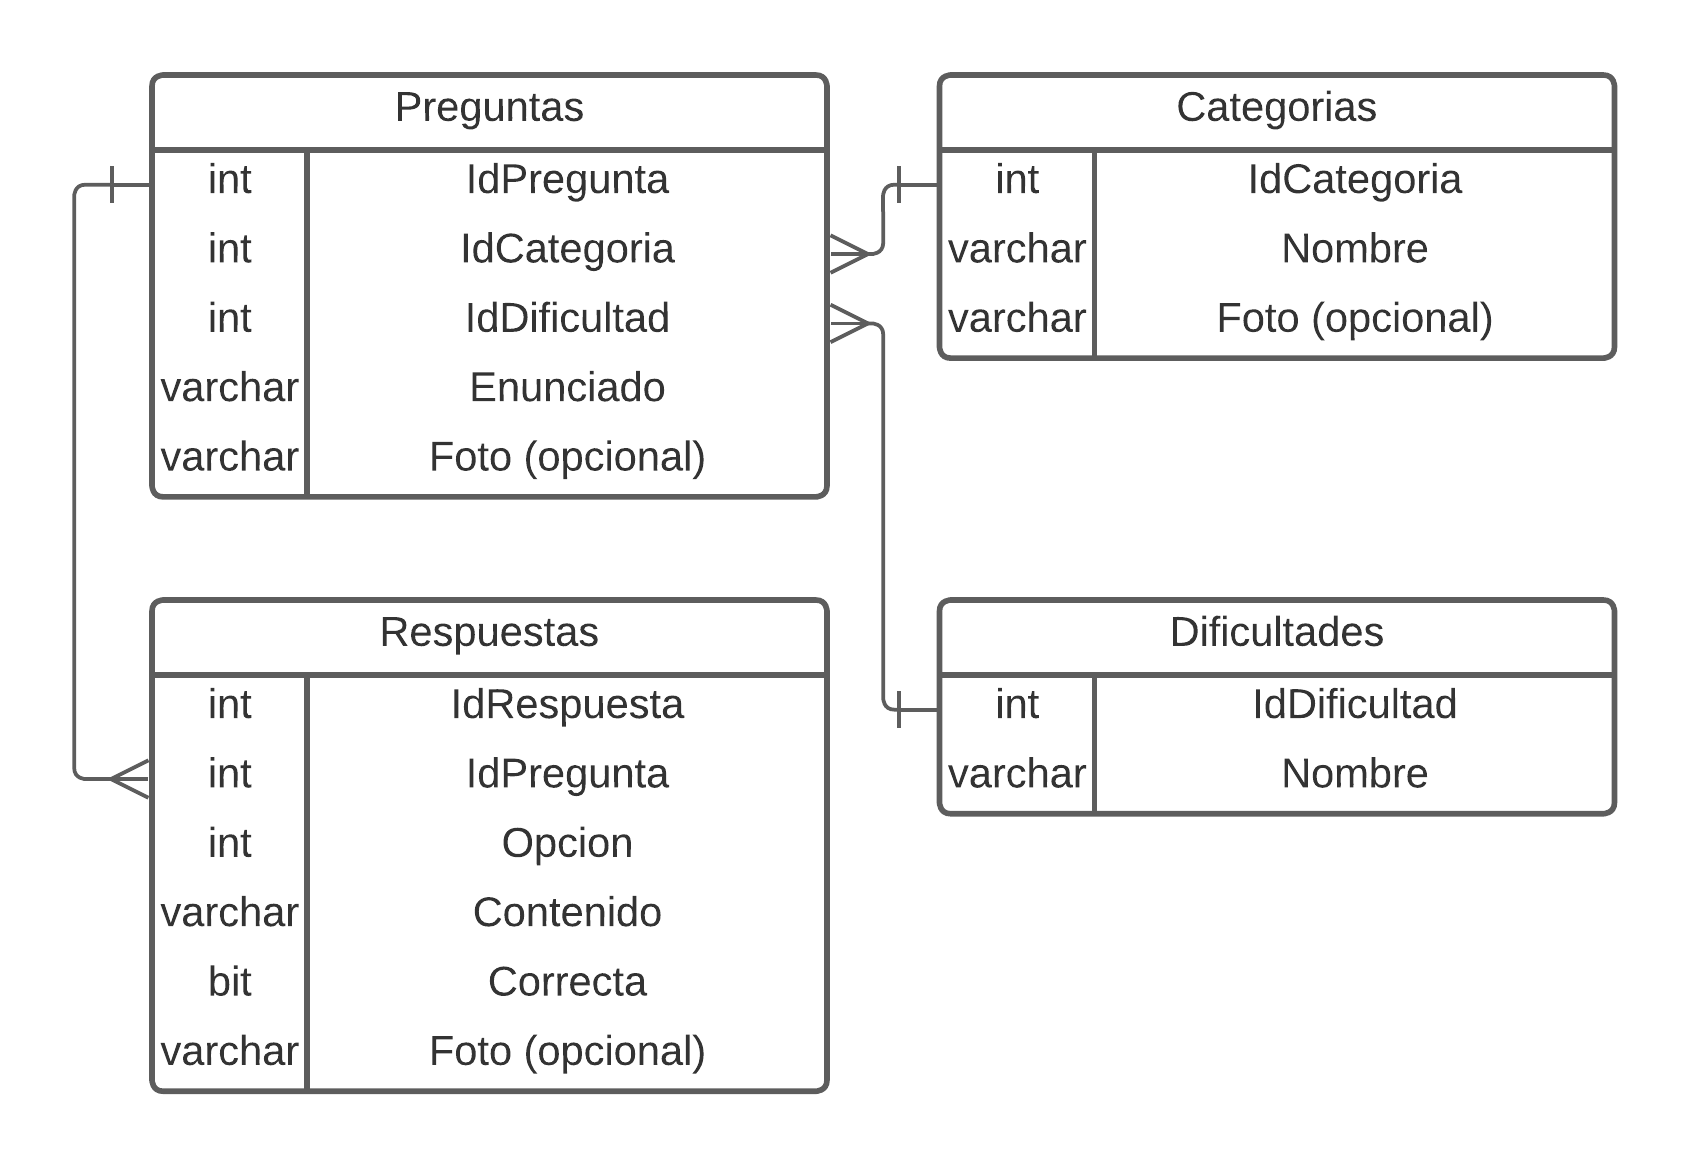 Preguntas
int IdPregunta
int IdCategoria
int IdDificultad
varchar Enunciado
varchar Foto (opcional)
Categorias
int IdCategoria
varchar Nombre
varchar Foto (opcional)
Respuestas
int IdRespuesta
int IdPregunta
int Opcion
varchar Contenido
bit Correcta
varchar Foto (opcional)
Dificultades
int IdDificultad
varchar Nombre